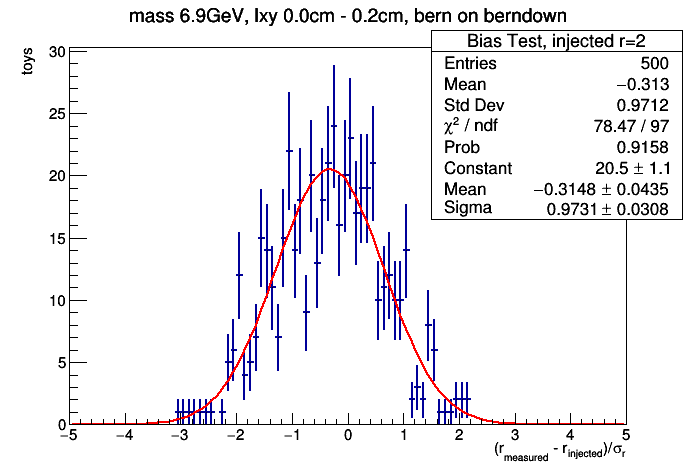 mass 6.9GeV, lxy 0.0cm - 0.2cm, bern on berndown
Bias Test, injected r=2
Entries 500
Mean −0.313
Std Dev 0.9712
χ² / ndf 78.47 / 97
Prob 0.9158
Constant 20.5 ± 1.1
Mean −0.3148 ± 0.0435
Sigma 0.9731 ± 0.0308
toys
30
25
20
15
10
5
0
−5 −4 −3 −2 −1 0 1 2 3 4 5
(r_measured - r_injected)/σ_r